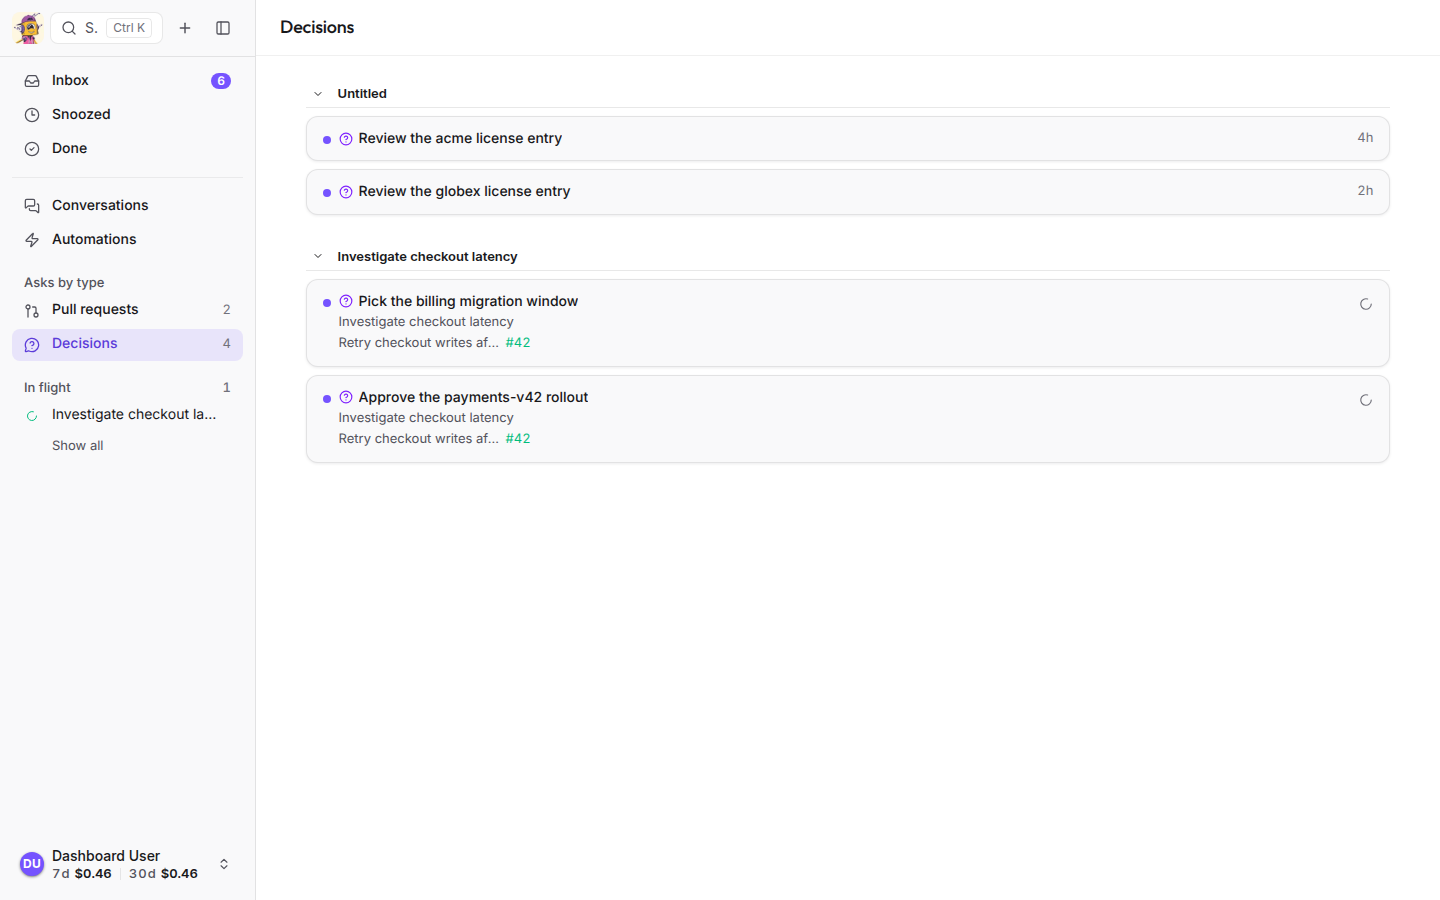 S. Ctrl K
Inbox 6
Snoozed
Done
Conversations
Automations
Asks by type
Pull requests 2
Decisions 4
In flight 1
Investigate checkout la...
Show all
DU Dashboard User
7d $0.46 30d $0.46
Decisions
Untitled
Review the acme license entry 4h
Review the globex license entry 2h
Investigate checkout latency
Pick the billing migration window
Investigate checkout latency
Retry checkout writes af... #42
Approve the payments-v42 rollout
Investigate checkout latency
Retry checkout writes af... #42